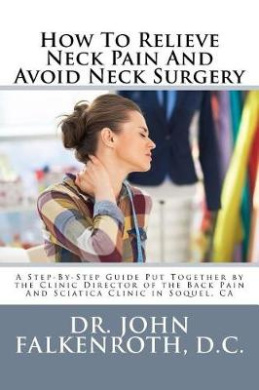 How To Relieve
Neck Pain And
Avoid Neck Surgery
A Step-By-Step Guide Put Together by
the Clinic Director of the Back Pain
And Sciatica Clinic in Soquel, CA
DR. JOHN
FALKENROTH, D.C.